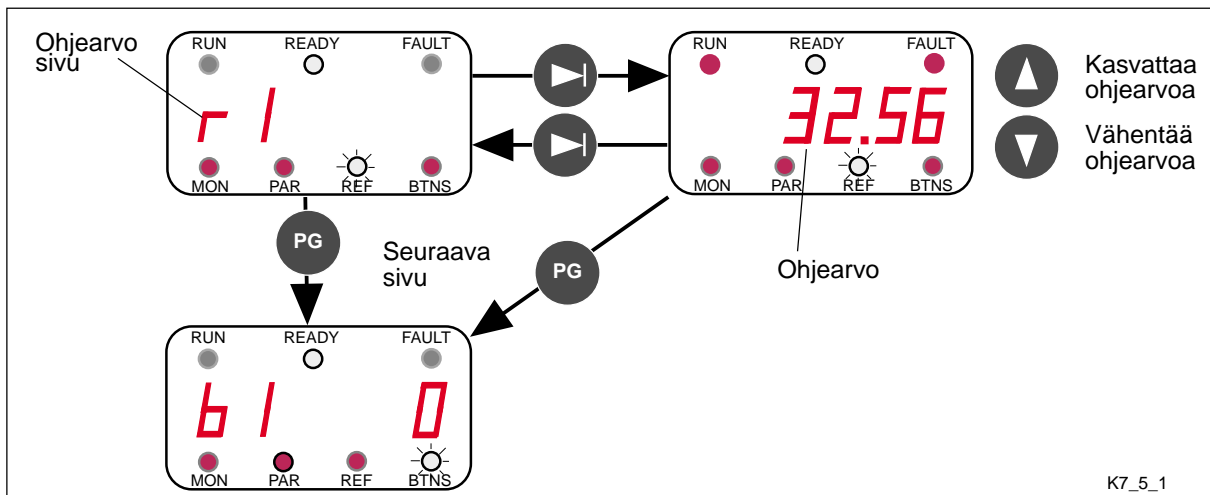 Ohjearvo
sivu
RUN READY FAULT
r1
MON PAR REF BTNS
RUN READY FAULT
32.56
MON PAR REF BTNS
Kasvattaa
ohjearvoa
Vähentää
ohjearvoa
PG
Seuraava
sivu
PG
Ohjearvo
RUN READY FAULT
b1 0
MON PAR REF BTNS
K7_5_1